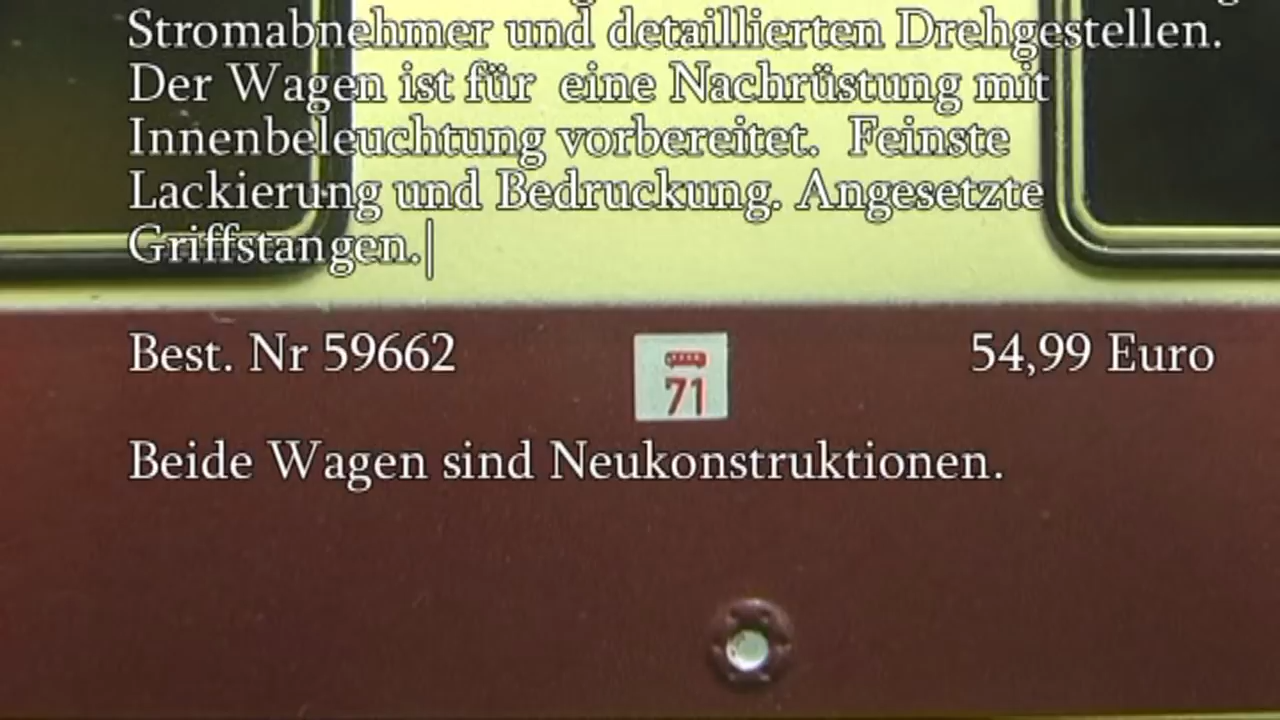 Stromabnehmer und detaillierten Drehgestellen.
Der Wagen ist für eine Nachrüstung mit
Innenbeleuchtung vorbereitet. Feinste
Lackierung und Bedruckung. Angesetzte
Griffstangen.|
Best. Nr 59662
71
54,99 Euro
Beide Wagen sind Neukonstruktionen.